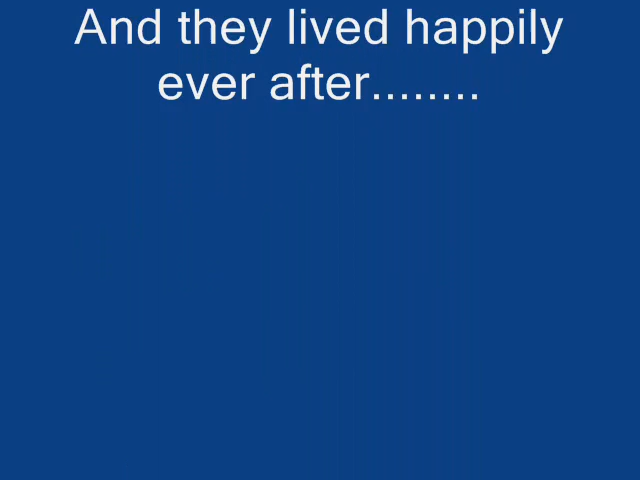 And they lived happily
ever after........